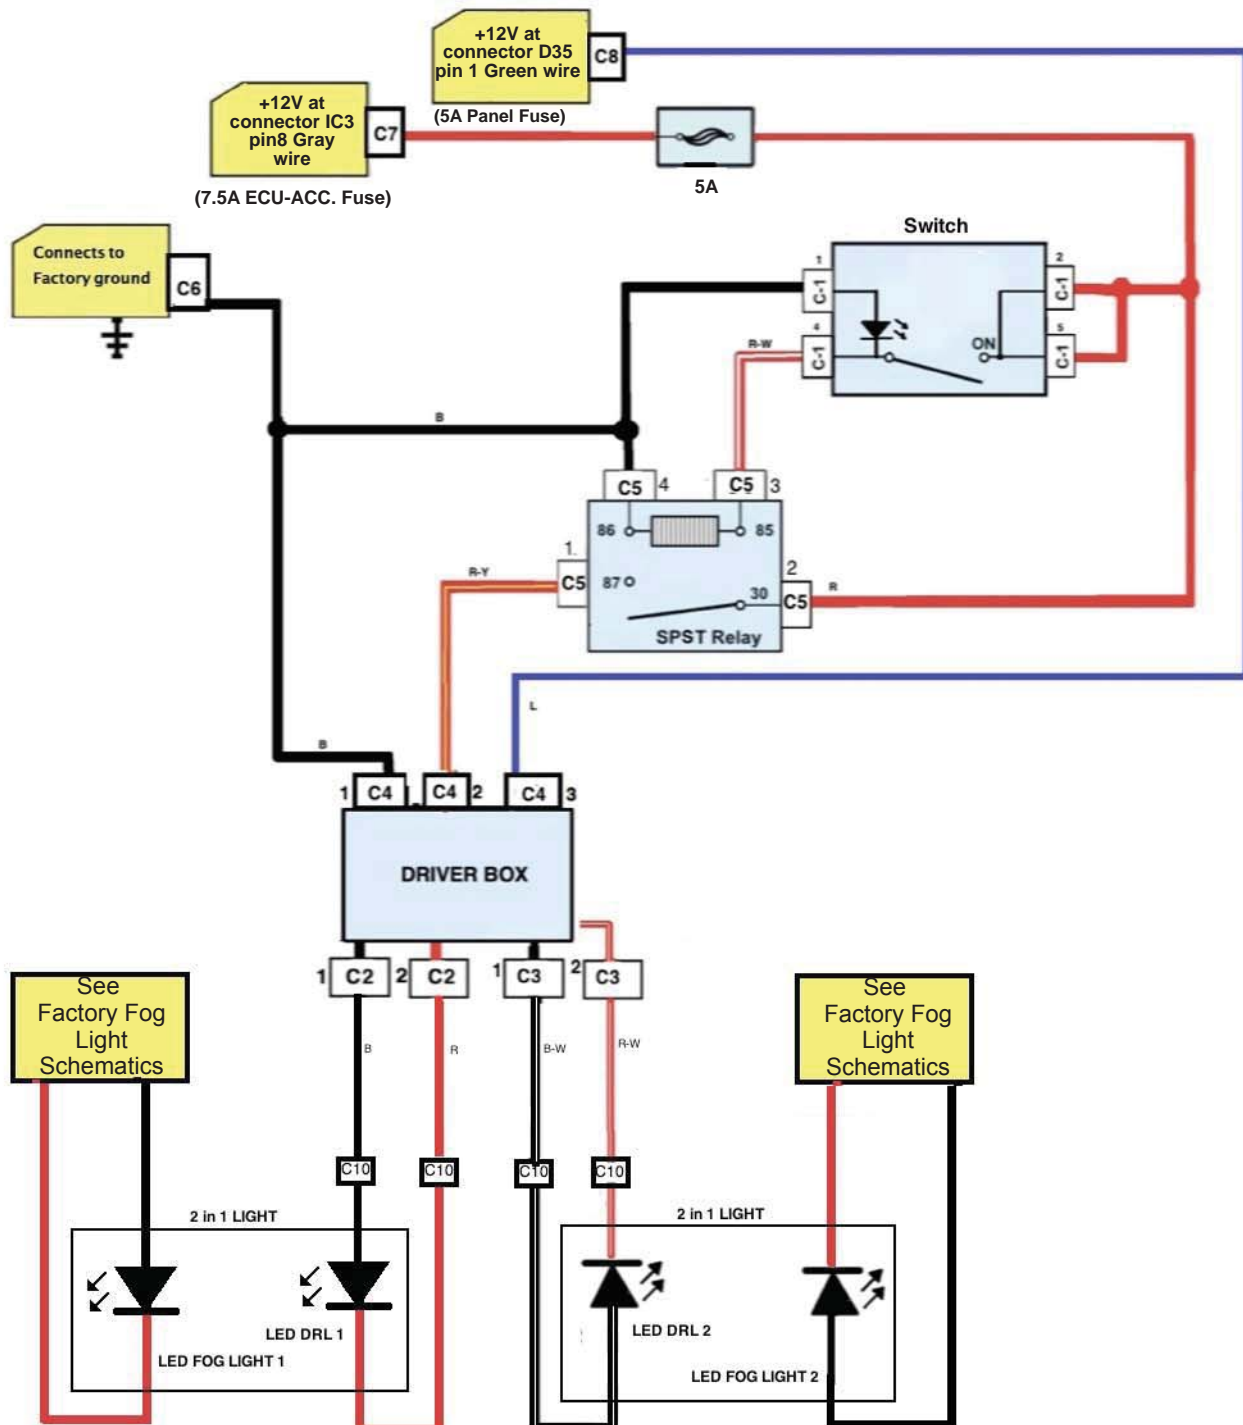 +12V at
connector D35
pin 1 Green wire
C8
(5A Panel Fuse)
+12V at
connector IC3
pin8 Gray
wire
C7
(7.5A ECU-ACC. Fuse)
5A
Connects to
Factory ground
C6
Switch
1
C-1
2
C-1
4
C-1
5
C-1
ON
R-W
B
C5
4
C5
3
86
85
1.
C5
87
30
2
C5
SPST Relay
R-Y
R
L
B
1
C4
C4
2
C4
3
DRIVER BOX
1
C2
2
C2
1
C3
2
C3
See
Factory Fog
Light
Schematics
See
Factory Fog
Light
Schematics
B
R
B-W
R-W
C10
C10
C10
C10
2 in 1 LIGHT
2 in 1 LIGHT
LED DRL 1
LED FOG LIGHT 1
LED DRL 2
LED FOG LIGHT 2